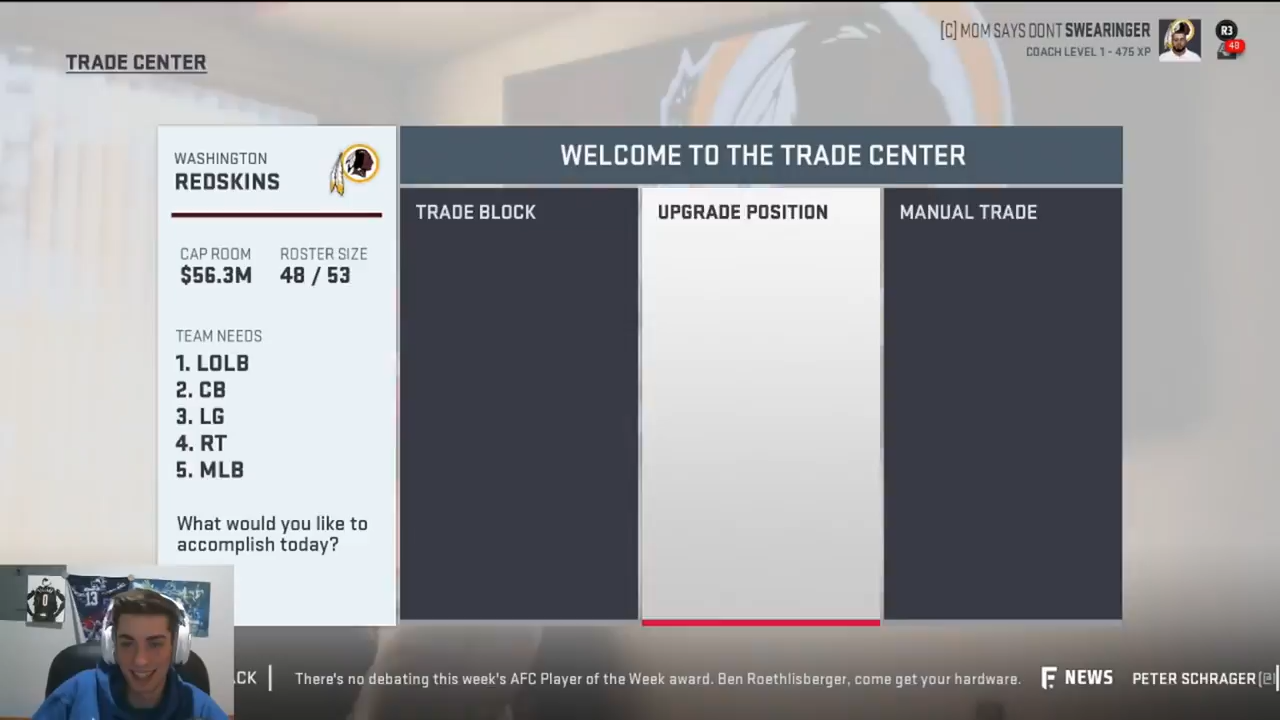 TRADE CENTER
[C] MOM SAYS DONT SWEARINGER
COACH LEVEL 1 - 475 XP
R3
48
WASHINGTON
REDSKINS
CAP ROOM
$56.3M
ROSTER SIZE
48 / 53
TEAM NEEDS
1. LOLB
2. CB
3. LG
4. RT
5. MLB
What would you like to
accomplish today?
WELCOME TO THE TRADE CENTER
TRADE BLOCK
UPGRADE POSITION
MANUAL TRADE
0
13
CK
There's no debating this week's AFC Player of the Week award. Ben Roethlisberger, come get your hardware.
F NEWS
PETER SCHRAGER [@]